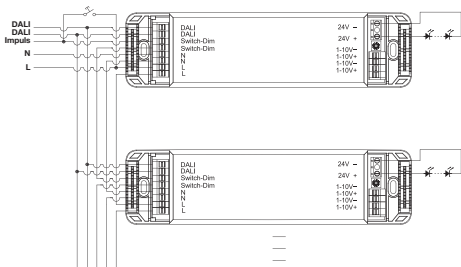 DALI
DALI
Impuls
N
L
DALI
DALI
Switch-Dim
Switch-Dim
N
N
L
L
24V –
24V +
1-10V–
1-10V+
1-10V–
1-10V+
DALI
DALI
Switch-Dim
Switch-Dim
N
N
L
L
24V –
24V +
1-10V–
1-10V+
1-10V–
1-10V+